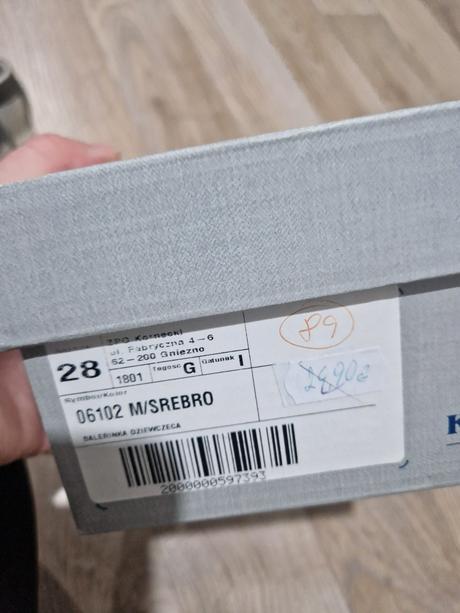 ZPO Kornecki
ul. Fabryczna 4-6
62-200 Gniezno
28
1801 Tęgość G Gatunek I
Symbol/Kolor
06102 M/SREBRO
BALERINKA DZIEWCZĘCA
2000000597393
89
K